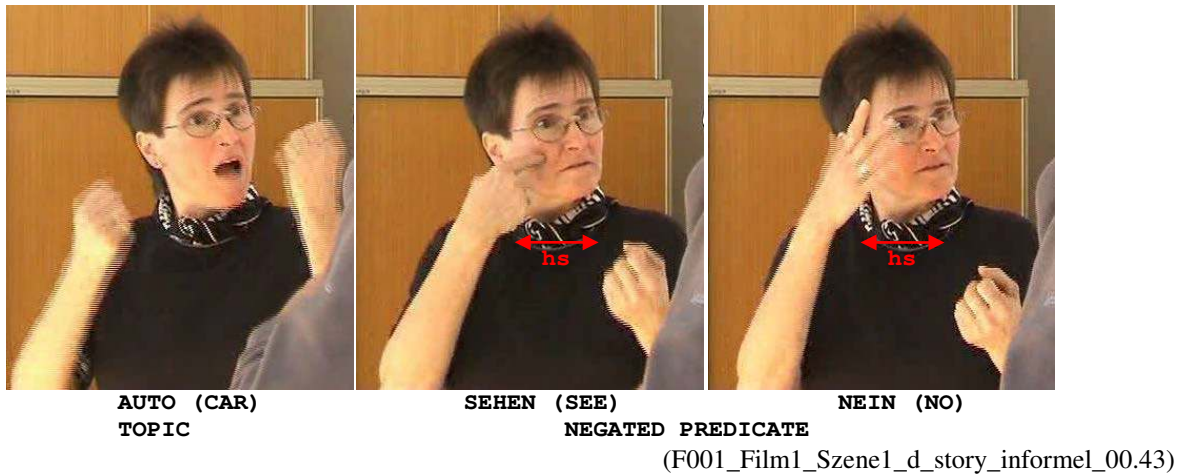 hs hs
AUTO (CAR) SEHEN (SEE) NEIN (NO)
TOPIC NEGATED PREDICATE
(F001_Film1_Szene1_d_story_informel_00.43)